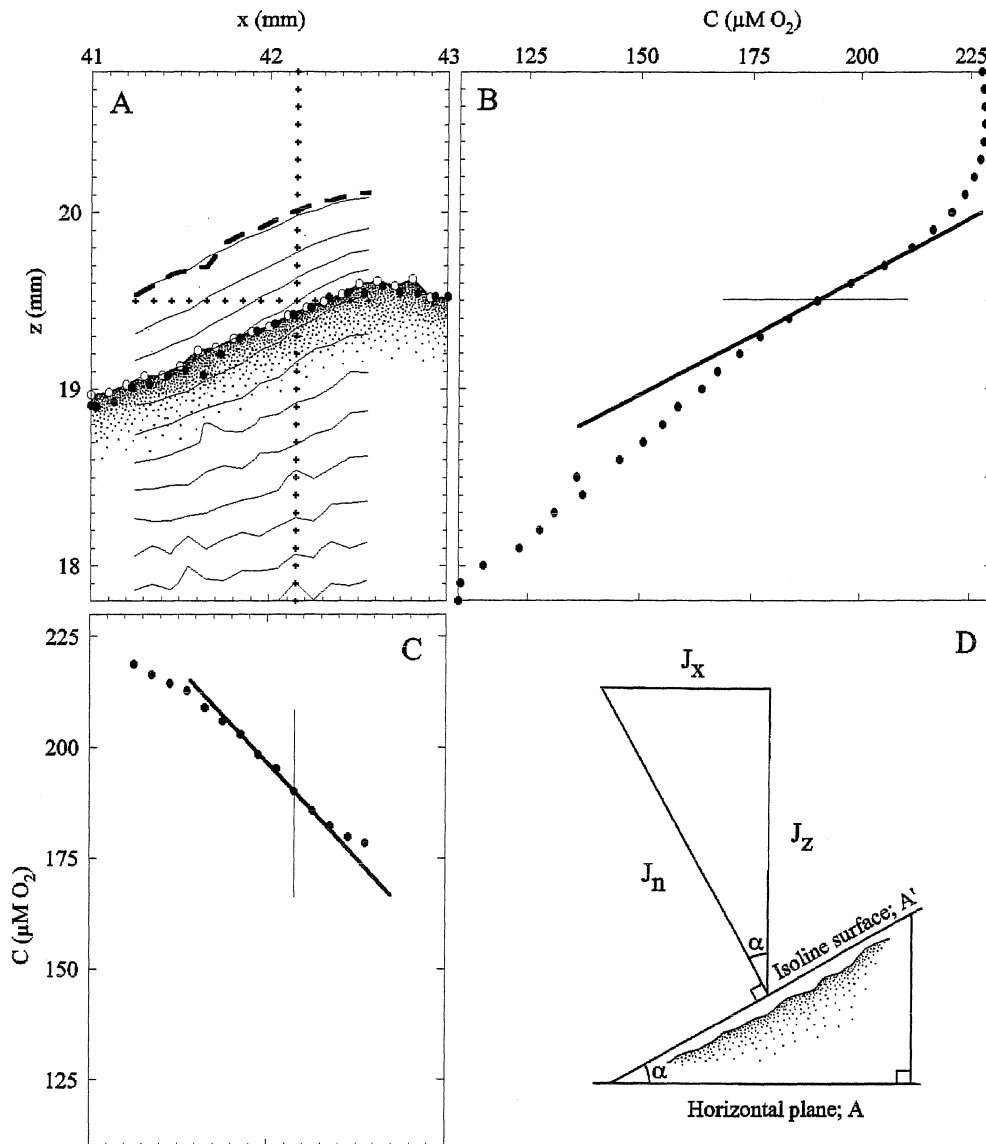 x (mm)
C (μM O₂)
41
42
43
125
150
175
200
225
A
B
20
19
18
z (mm)
C
D
225
200
175
150
125
C (μM O₂)
Jx
Jz
Jn
α
Isoline surface; A'
α
Horizontal plane; A